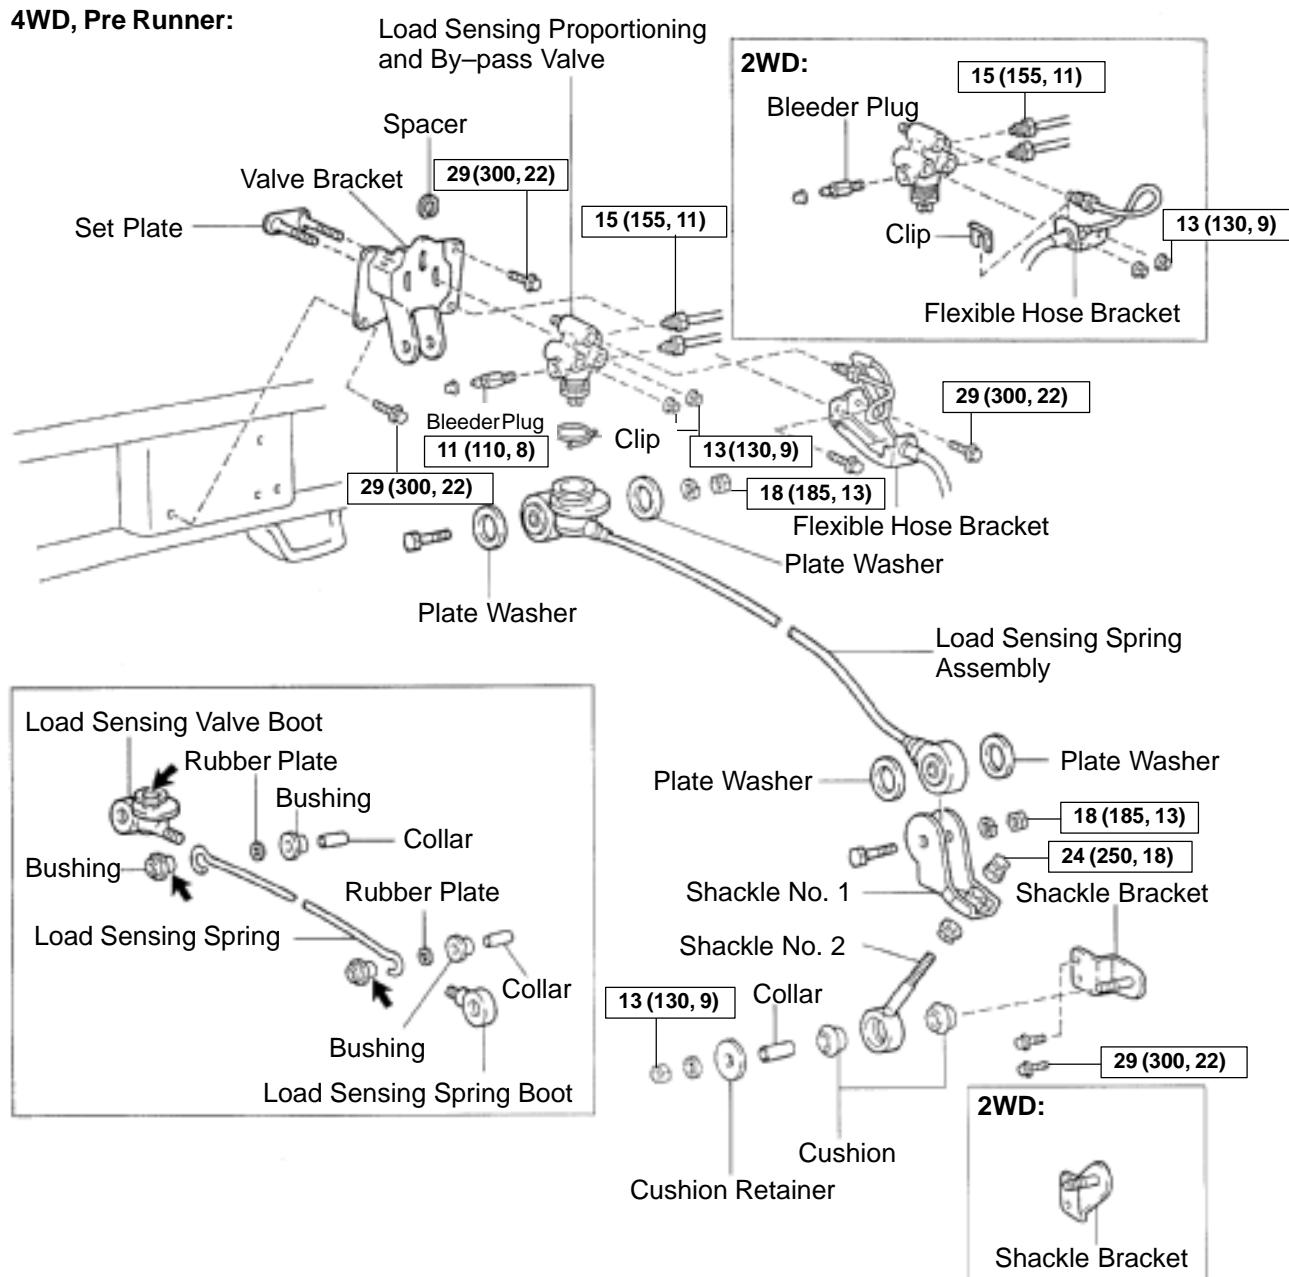 4WD, Pre Runner:
Load Sensing Proportioning
and By–pass Valve
Spacer
29 (300, 22)
Valve Bracket
Set Plate
15 (155, 11)
2WD:
15 (155, 11)
Bleeder Plug
Clip
13 (130, 9)
Flexible Hose Bracket
Bleeder Plug
11 (110, 8)
Clip
13 (130, 9)
29 (300, 22)
29 (300, 22)
18 (185, 13)
Flexible Hose Bracket
Plate Washer
Plate Washer
Load Sensing Spring
Assembly
Plate Washer
Plate Washer
18 (185, 13)
24 (250, 18)
Shackle No. 1
Shackle Bracket
Shackle No. 2
13 (130, 9)
Collar
29 (300, 22)
Cushion
Cushion Retainer
Load Sensing Valve Boot
Rubber Plate
Bushing
Collar
Bushing
Rubber Plate
Load Sensing Spring
Collar
Bushing
Load Sensing Spring Boot
2WD:
Shackle Bracket